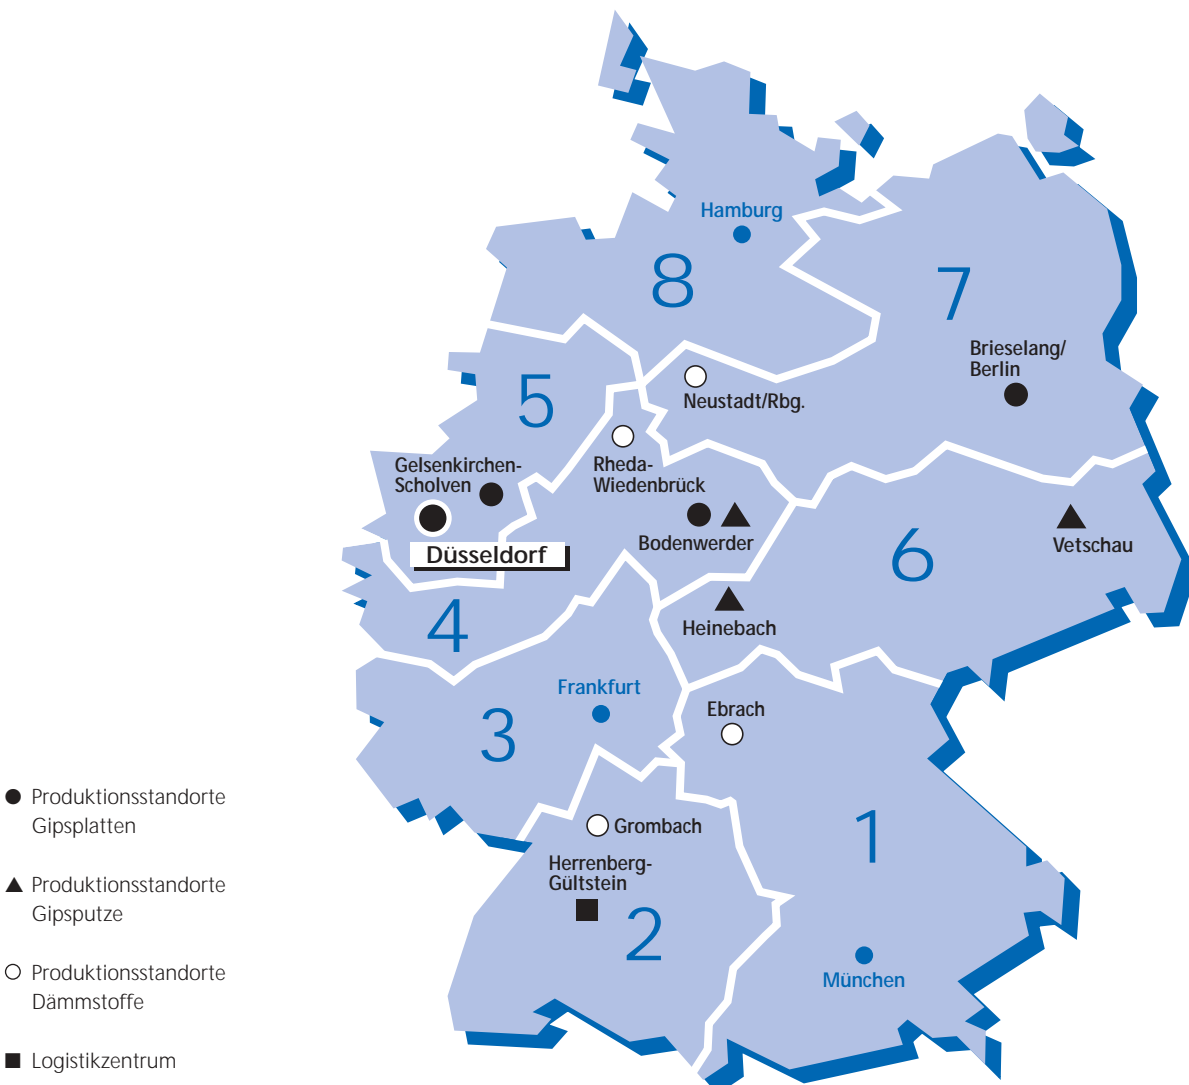 Hamburg
8
7
Brieselang/
Berlin
Neustadt/Rbg.
5
Gelsenkirchen-
Scholven
Rheda-
Wiedenbrück
Düsseldorf
Bodenwerder
6
Vetschau
4
Heinebach
Frankfurt
3
Ebrach
1
Grombach
Herrenberg-
Gültstein
2
München
Produktionsstandorte
Gipsplatten
Produktionsstandorte
Gipsputze
Produktionsstandorte
Dämmstoffe
Logistikzentrum